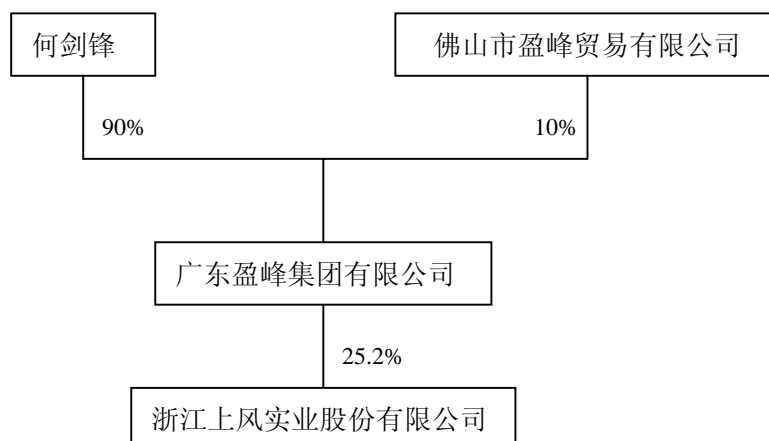 何剑锋
佛山市盈峰贸易有限公司
90%
10%
广东盈峰集团有限公司
25.2%
浙江上风实业股份有限公司